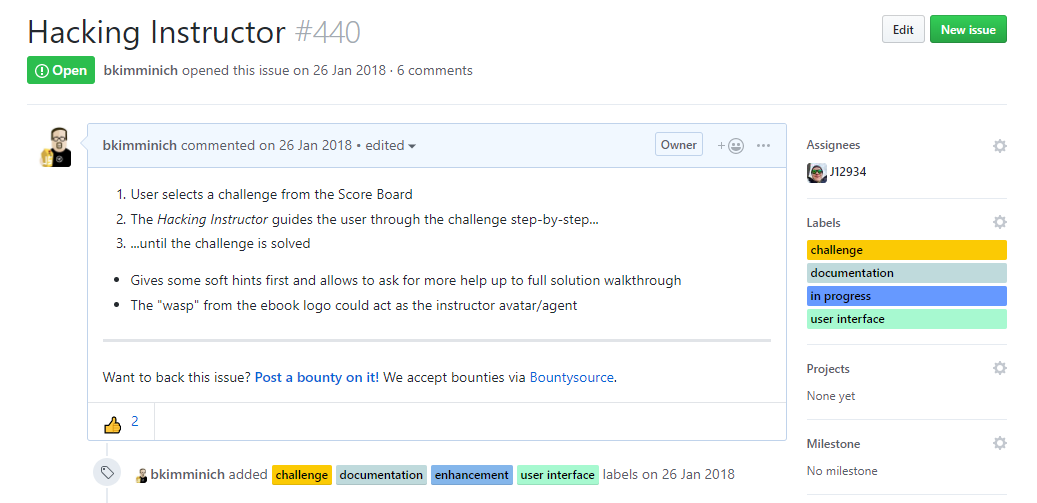 Hacking Instructor #440
Edit
New issue
Open
bkimminich opened this issue on 26 Jan 2018 · 6 comments
bkimminich commented on 26 Jan 2018 • edited
Owner
1. User selects a challenge from the Score Board
2. The Hacking Instructor guides the user through the challenge step-by-step...
3. ...until the challenge is solved
• Gives some soft hints first and allows to ask for more help up to full solution walkthrough
• The "wasp" from the ebook logo could act as the instructor avatar/agent
Want to back this issue? Post a bounty on it! We accept bounties via Bountysource.
2
bkimminich added challenge documentation enhancement user interface labels on 26 Jan 2018
Assignees
J12934
Labels
challenge
documentation
in progress
user interface
Projects
None yet
Milestone
No milestone